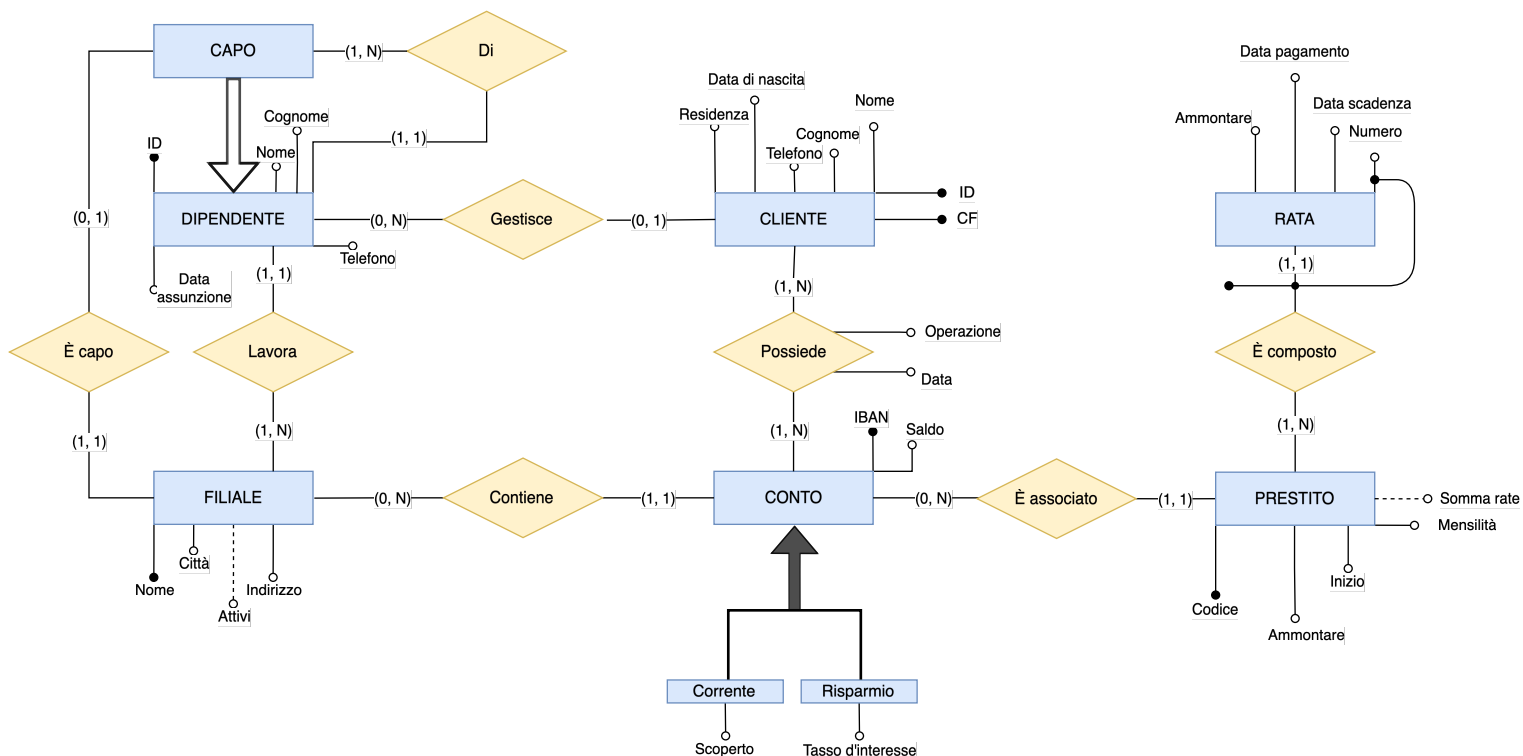 CAPO
(1, N)
Di
Data pagamento
Data di nascita
Nome
Residenza
Cognome
Ammontare
Data scadenza
Cognome
Numero
ID
(1, 1)
Nome
Telefono
ID
(0, 1)
DIPENDENTE
(0, N)
Gestisce
(0, 1)
CLIENTE
CF
RATA
Telefono
(1, 1)
(1, 1)
Data
assunzione
(1, N)
Operazione
È capo
Lavora
Possiede
È composto
Data
IBAN
Saldo
(1, 1)
(1, N)
(1, N)
(1, N)
FILIALE
(0, N)
Contiene
(1, 1)
CONTO
(0, N)
È associato
(1, 1)
PRESTITO
Somma rate
Mensilità
Città
Nome
Indirizzo
Attivi
Inizio
Codice
Ammontare
Corrente
Risparmio
Scoperto
Tasso d'interesse